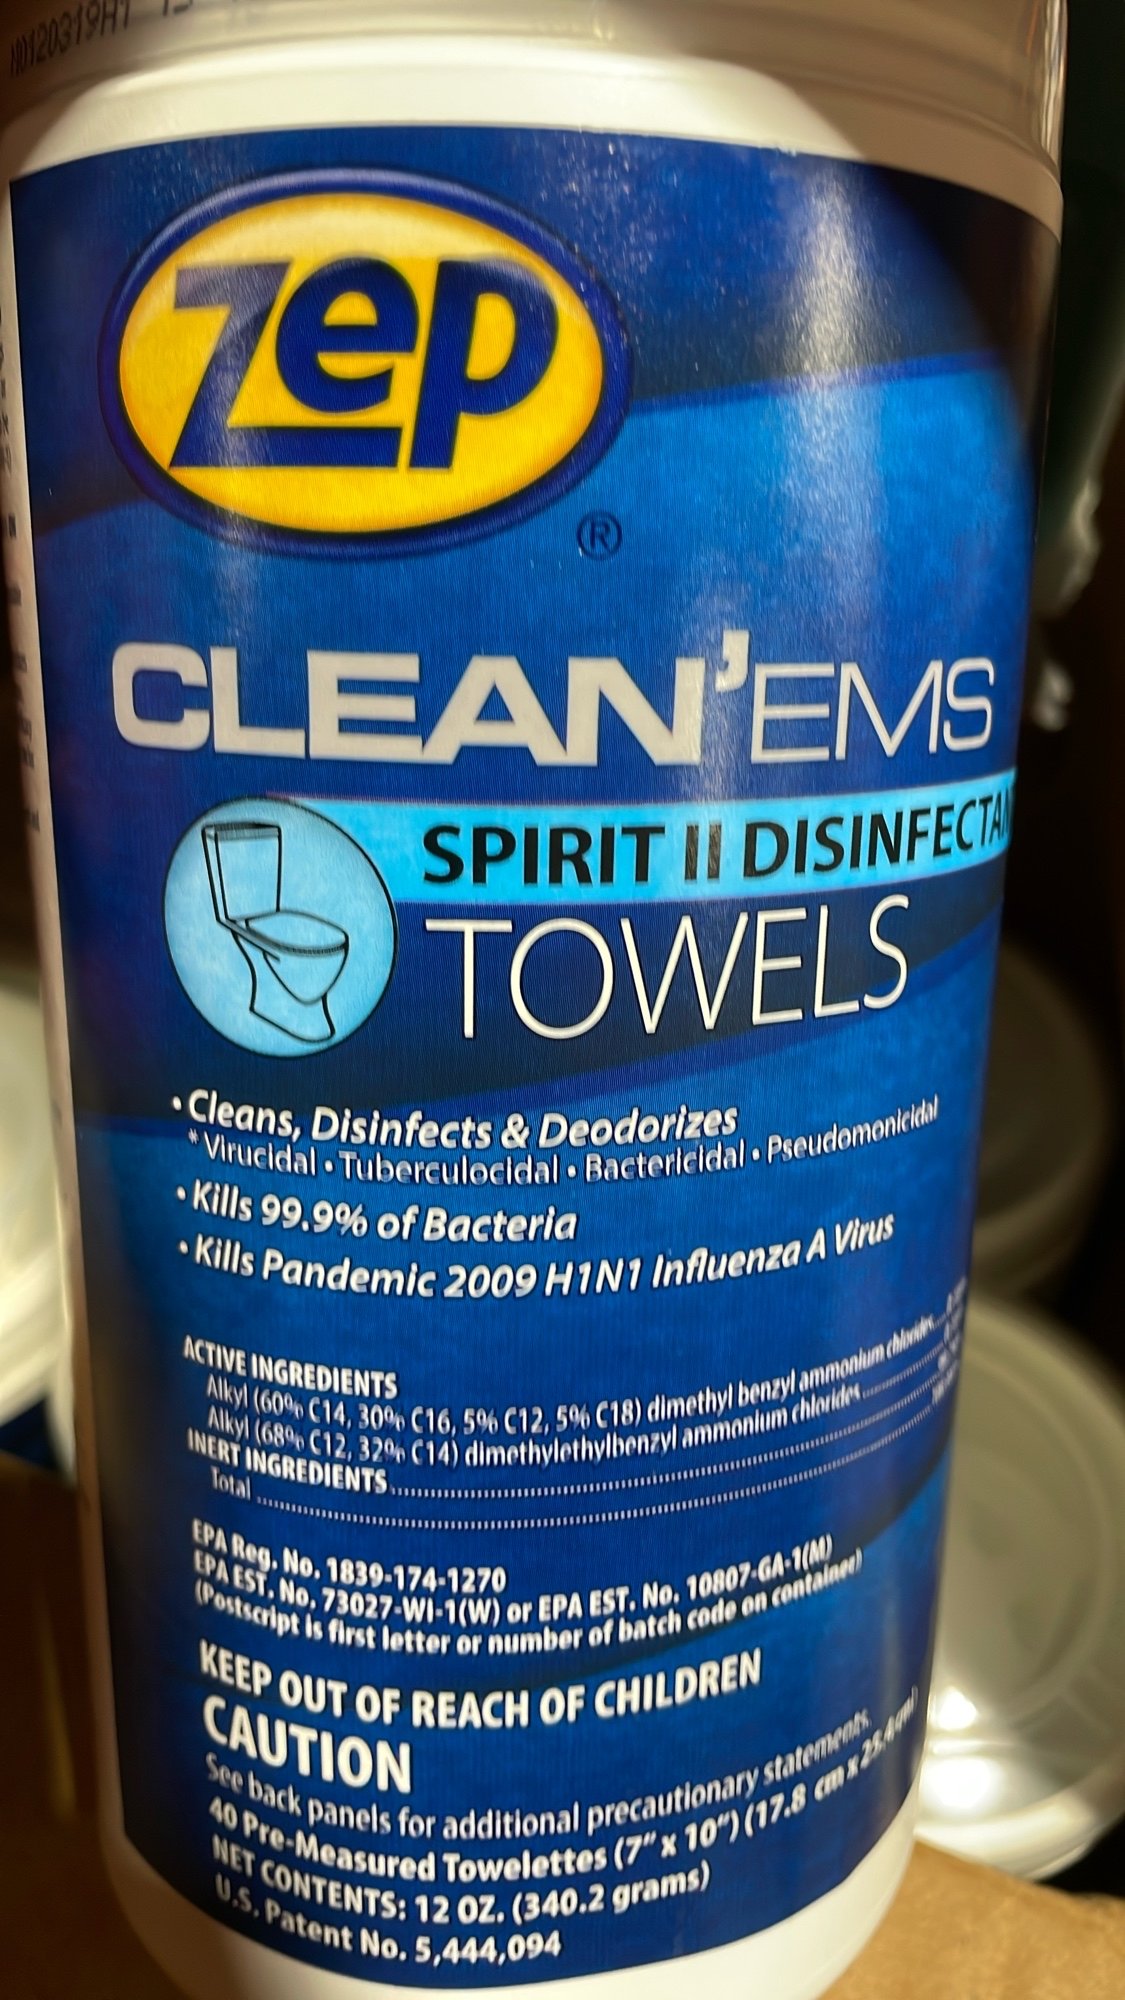 zep
®
CLEAN'EMS
SPIRIT II DISINFECTAN
TOWELS
• Cleans, Disinfects & Deodorizes
* Virucidal • Tuberculocidal • Bactericidal • Pseudomonicidal
• Kills 99.9% of Bacteria
• Kills Pandemic 2009 H1N1 Influenza A Virus
ACTIVE INGREDIENTS
Alkyl (60% C14, 30% C16, 5% C12, 5% C18) dimethyl benzyl ammonium chlorides
Alkyl (68% C12, 32% C14) dimethylethylbenzyl ammonium chlorides
INERT INGREDIENTS
Total
EPA Reg. No. 1839-174-1270
EPA EST. No. 73027-WI-1(W) or EPA EST. No. 10807-GA-1(M)
(Postscript is first letter or number of batch code on container)
KEEP OUT OF REACH OF CHILDREN
CAUTION
See back panels for additional precautionary statements.
40 Pre-Measured Towelettes (7" x 10") (17.8 cm x 25.4 cm)
NET CONTENTS: 12 OZ. (340.2 grams)
U.S. Patent No. 5,444,094